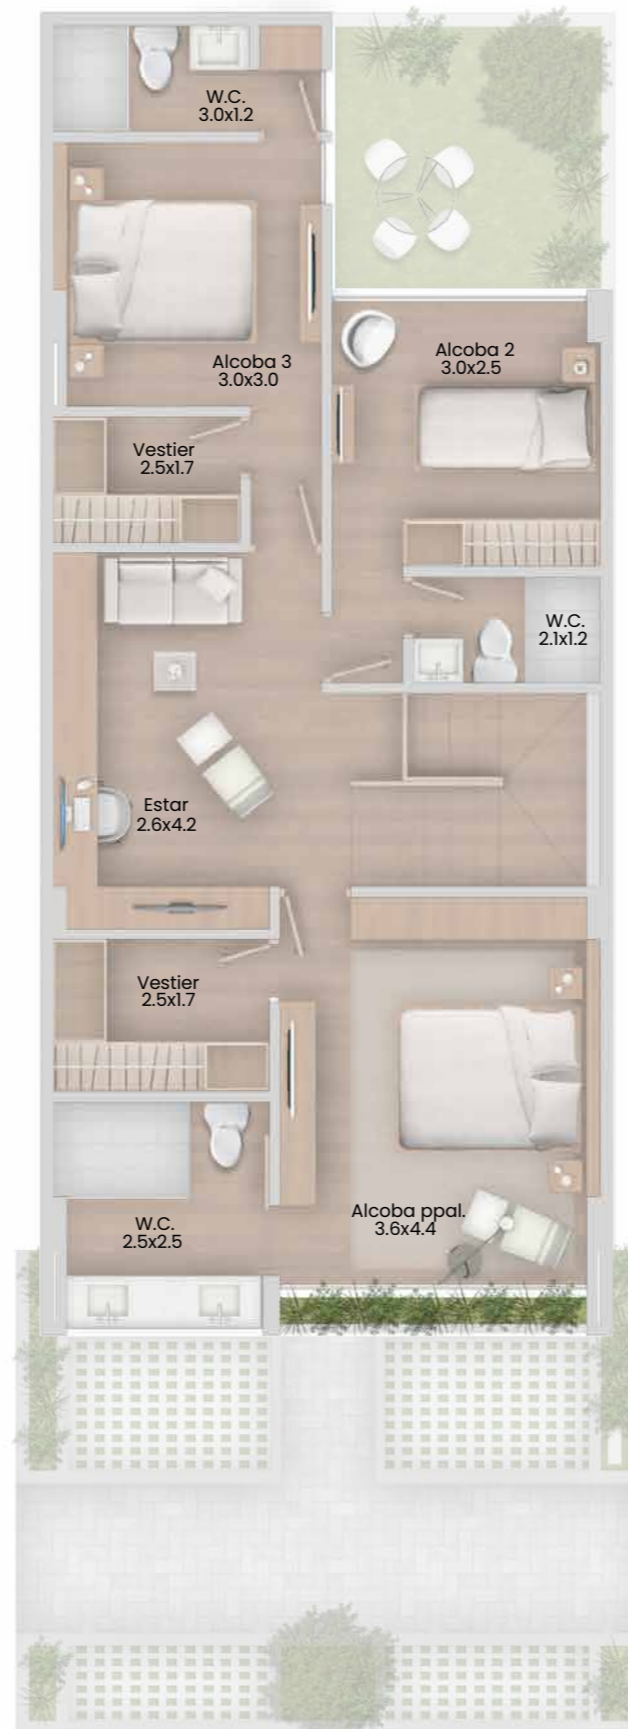 W.C.
3.0x1.2
Alcoba 3
3.0x3.0
Alcoba 2
3.0x2.5
Vestier
2.5x1.7
W.C.
2.1x1.2
Estar
2.6x4.2
Vestier
2.5x1.7
Alcoba ppal.
3.6x4.4
W.C.
2.5x2.5